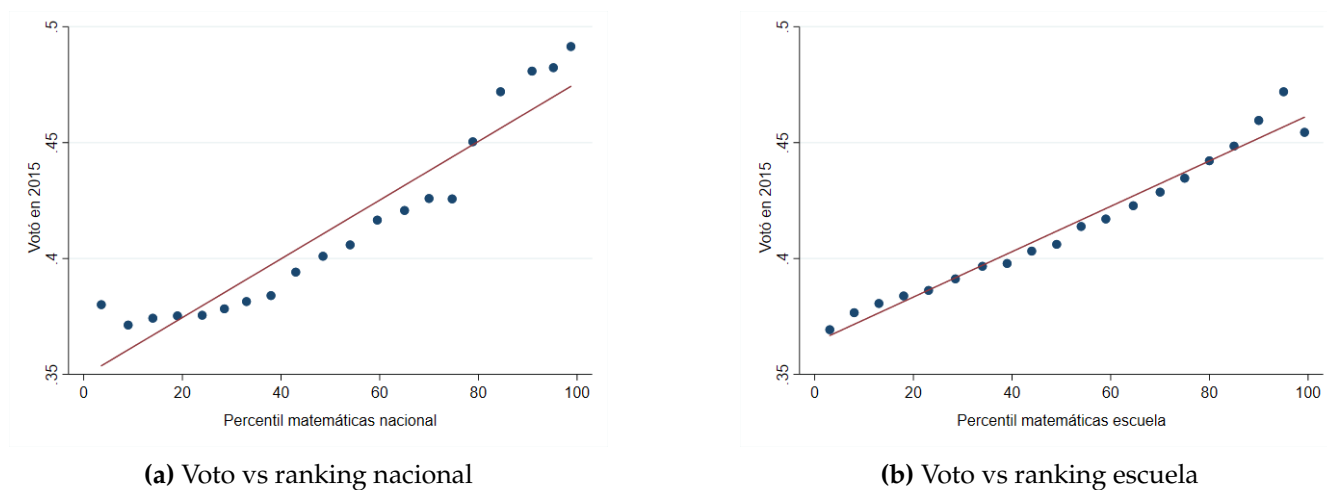 .5
.45
.4
.35
Votó en 2015
0 20 40 60 80 100
Percentil matemáticas nacional
(a) Voto vs ranking nacional
.5
.45
.4
.35
Votó en 2015
0 20 40 60 80 100
Percentil matemáticas escuela
(b) Voto vs ranking escuela